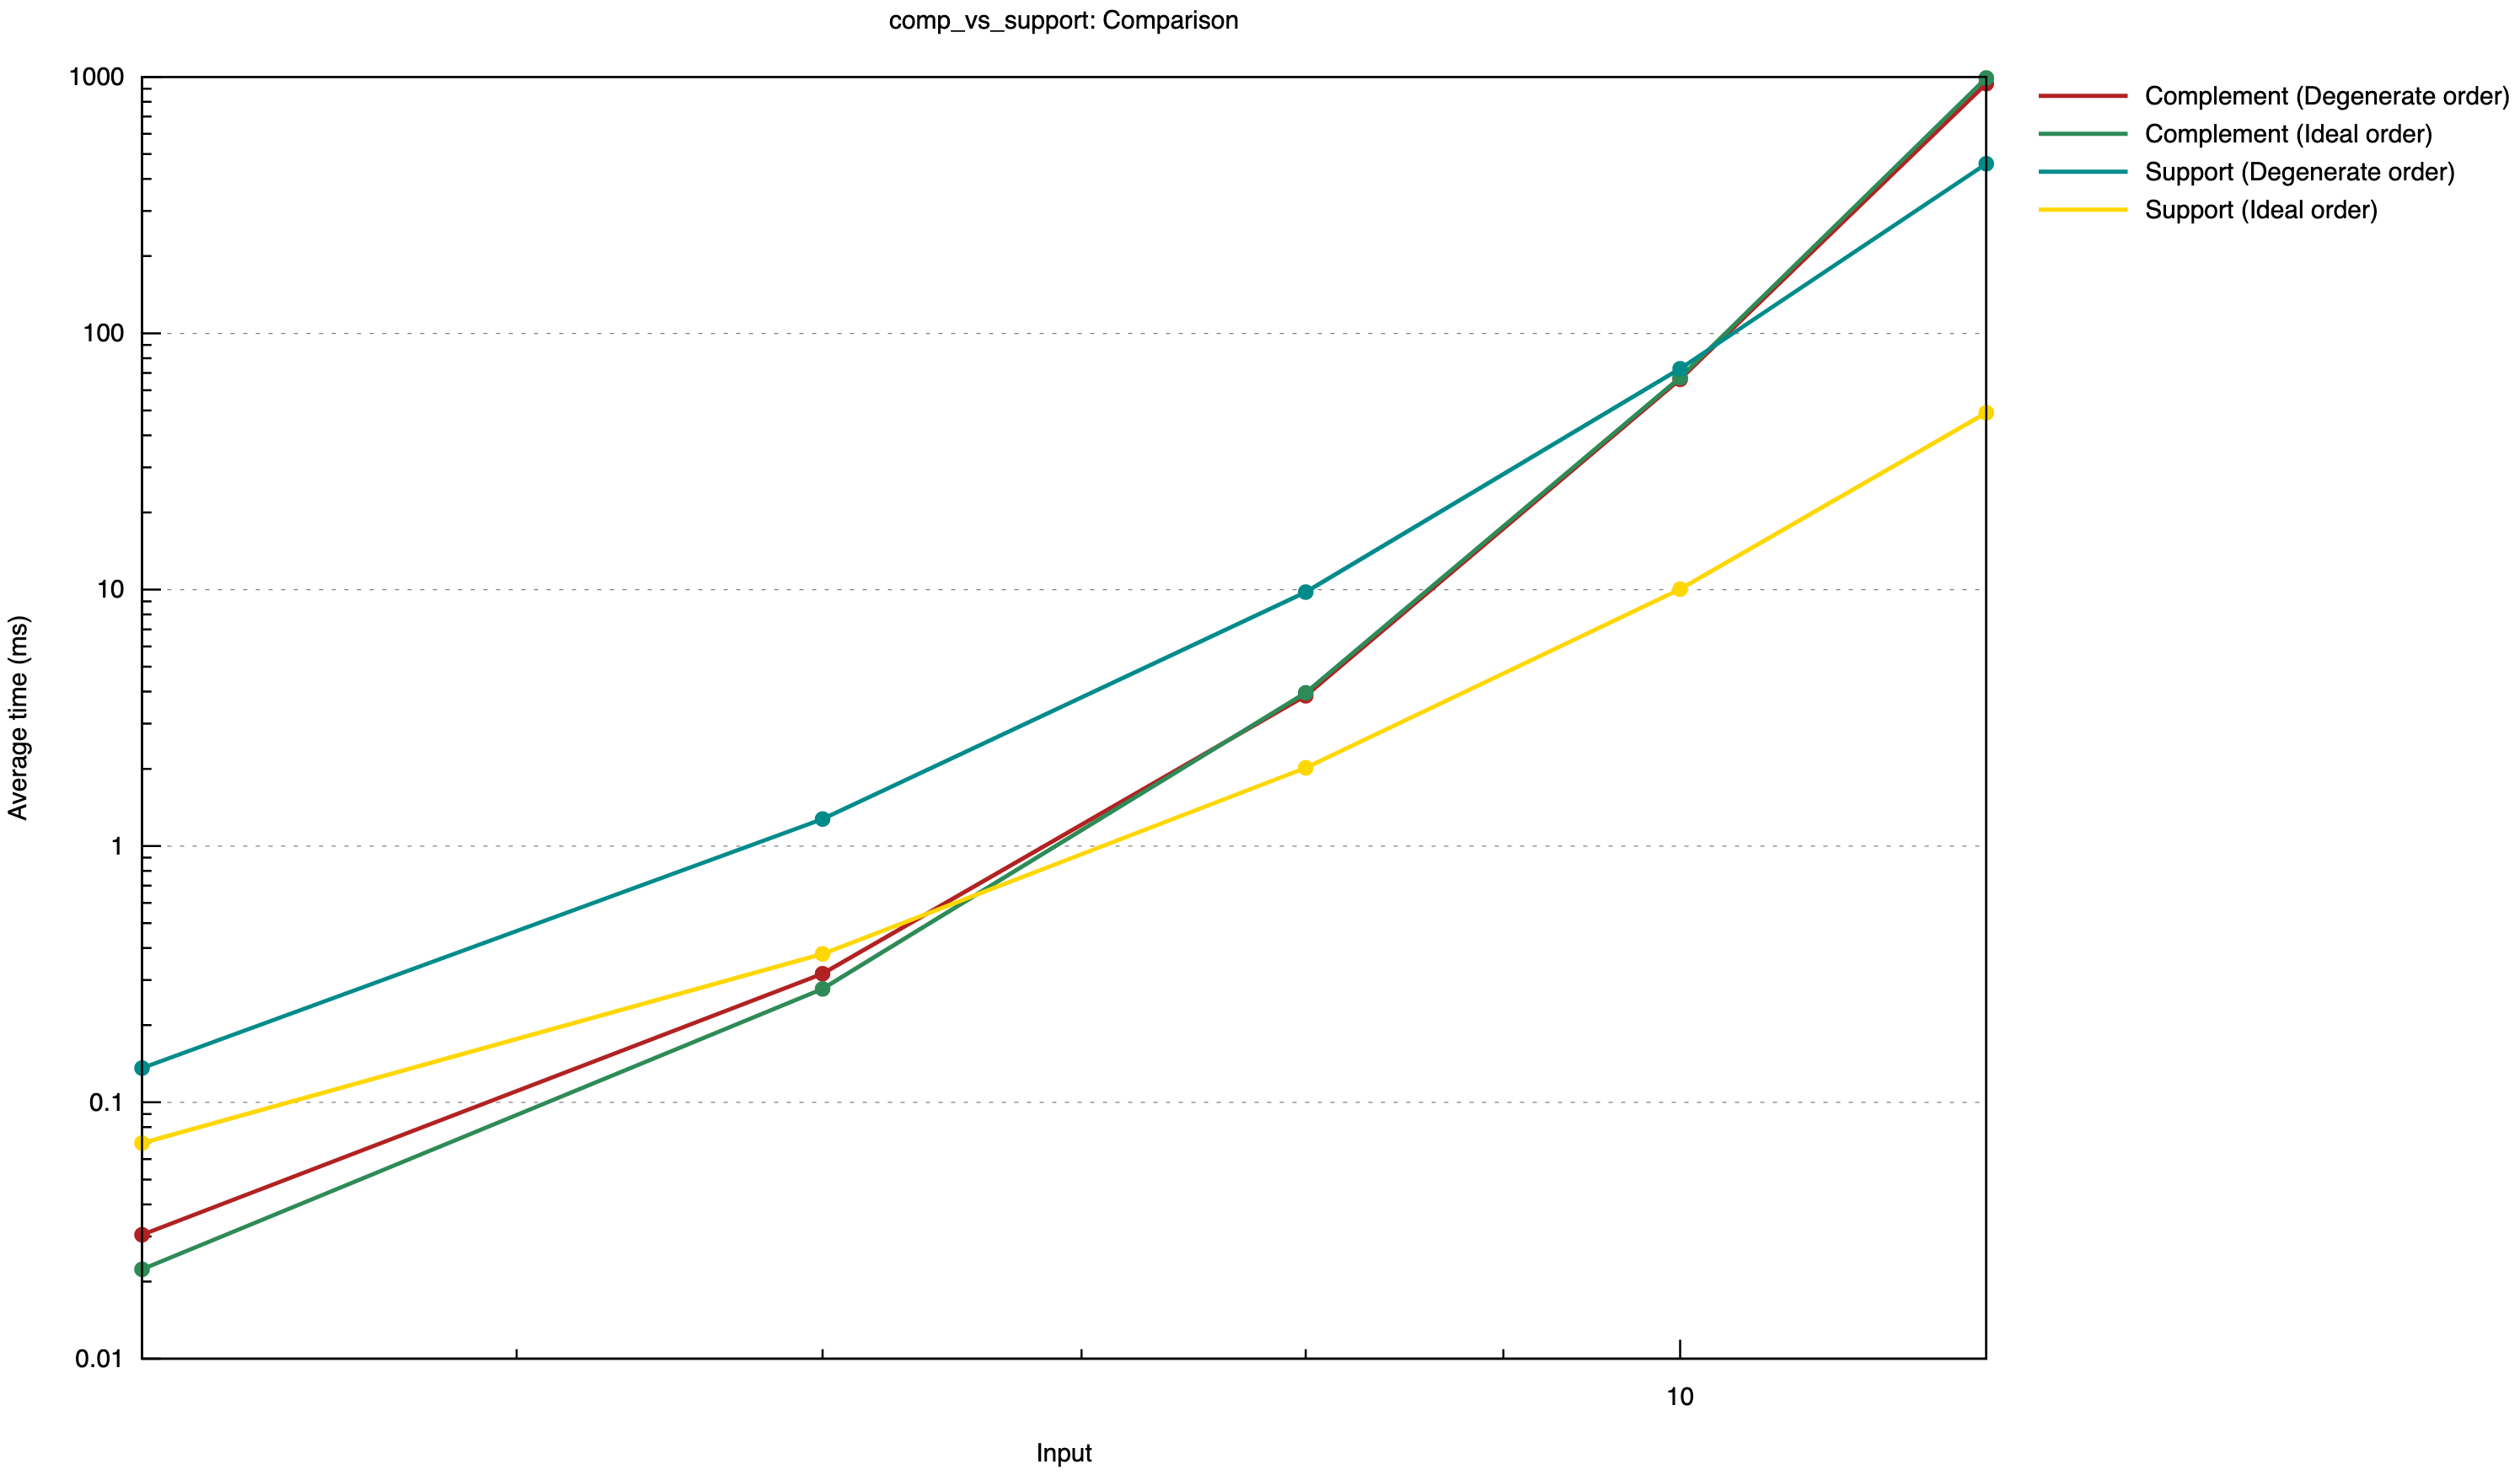 comp_vs_support: Comparison
1000
100
10
1
0.1
0.01
Average time (ms)
10
Input
Complement (Degenerate order)
Complement (Ideal order)
Support (Degenerate order)
Support (Ideal order)